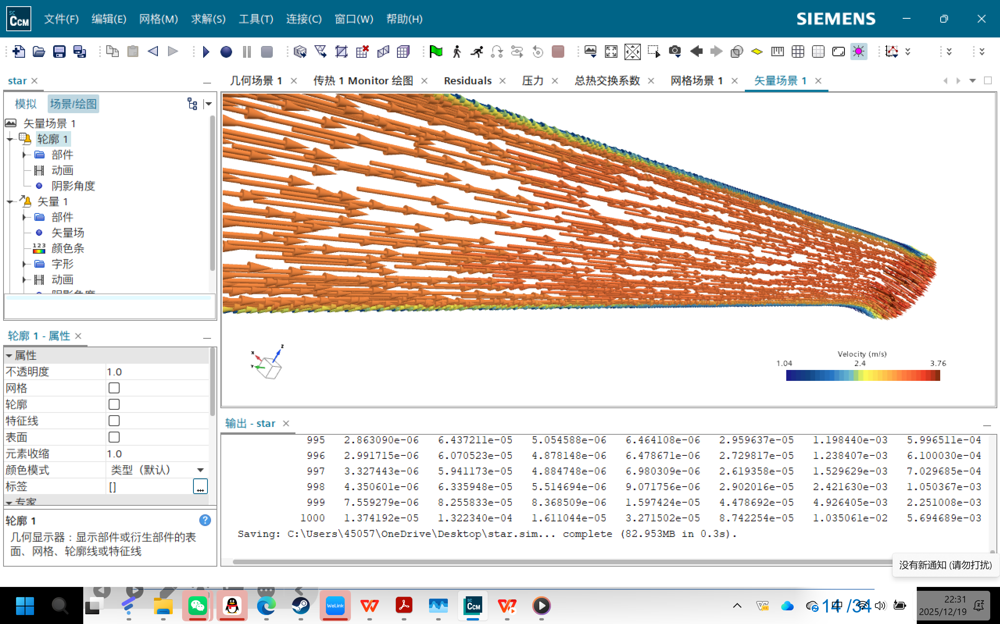 SC
CCM
文件(F) 编辑(E) 网格(M) 求解(S) 工具(T) 连接(C) 窗口(W) 帮助(H)
SIEMENS
star
几何场景 1 传热 1 Monitor 绘图 Residuals 压力 总热交换系数 网格场景 1 矢量场景 1
模拟 场景/绘图
矢量场景 1
轮廓 1
部件
动画
阴影角度
矢量 1
部件
矢量场
123
颜色条
字形
动画
阴影角度
X
Y
Z
Velocity (m/s)
1.04 2.4 3.76
轮廓 1 - 属性
属性
不透明度 1.0
网格
轮廓
特征线
表面
元素收缩 1.0
颜色模式 类型（默认）
标签 []
...
专家
轮廓 1
几何显示器：显示部件或衍生部件的表
面、网格、轮廓线或特征线
输出 - star
995 2.863090e-06 6.437211e-05 5.054588e-06 6.464108e-06 2.959637e-05 1.198440e-03 5.996511e-04
996 2.991715e-06 6.070523e-05 4.878148e-06 6.478671e-06 2.729817e-05 1.238407e-03 6.100030e-04
997 3.327443e-06 5.941173e-05 4.884748e-06 6.980309e-06 2.619358e-05 1.529629e-03 7.029685e-04
998 4.350601e-06 6.335948e-05 5.514694e-06 9.071756e-06 2.902016e-05 2.421630e-03 1.050367e-03
999 7.559279e-06 8.255833e-05 8.368509e-06 1.597424e-05 4.478692e-05 4.926405e-03 2.251008e-03
1000 1.374192e-05 1.322340e-04 1.611044e-05 3.271502e-05 8.742254e-05 1.035061e-02 5.694689e-03
Saving: C:\Users\45057\OneDrive\Desktop\star.sim... complete (82.953MB in 0.3s).
没有新通知 (请勿打扰)
WeLink
SC
CCM
14 /34
22:31
2025/12/19